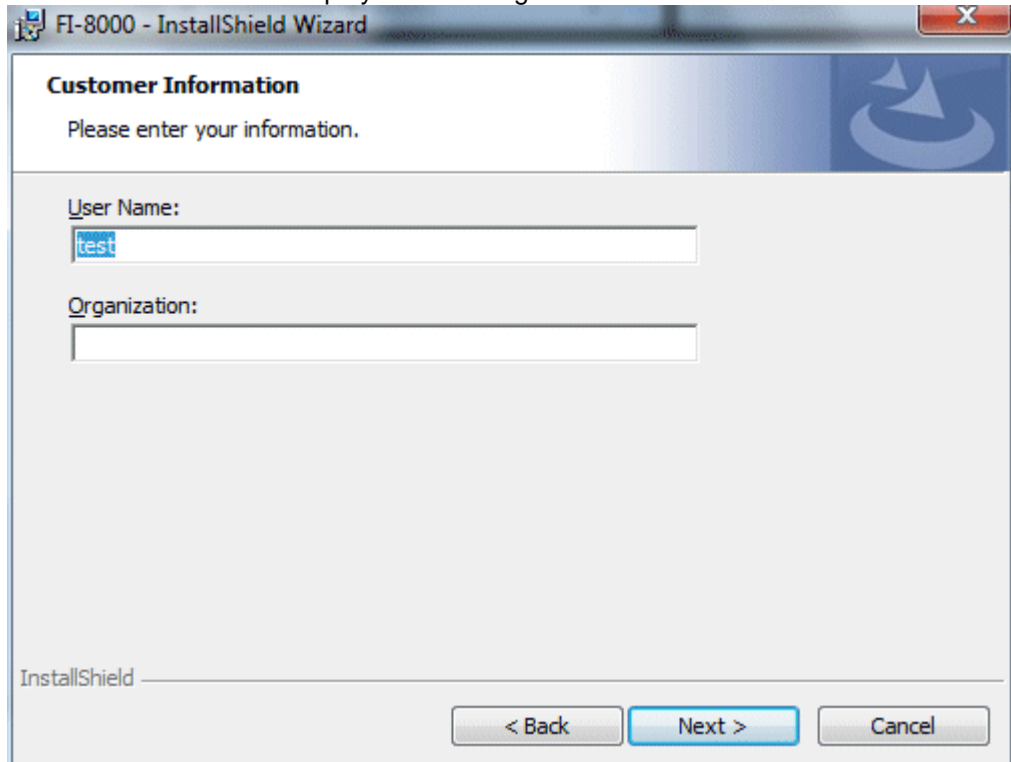 FI-8000 - InstallShield Wizard
Customer Information
Please enter your information.
User Name:
test
Organization:
InstallShield
< Back Next > Cancel